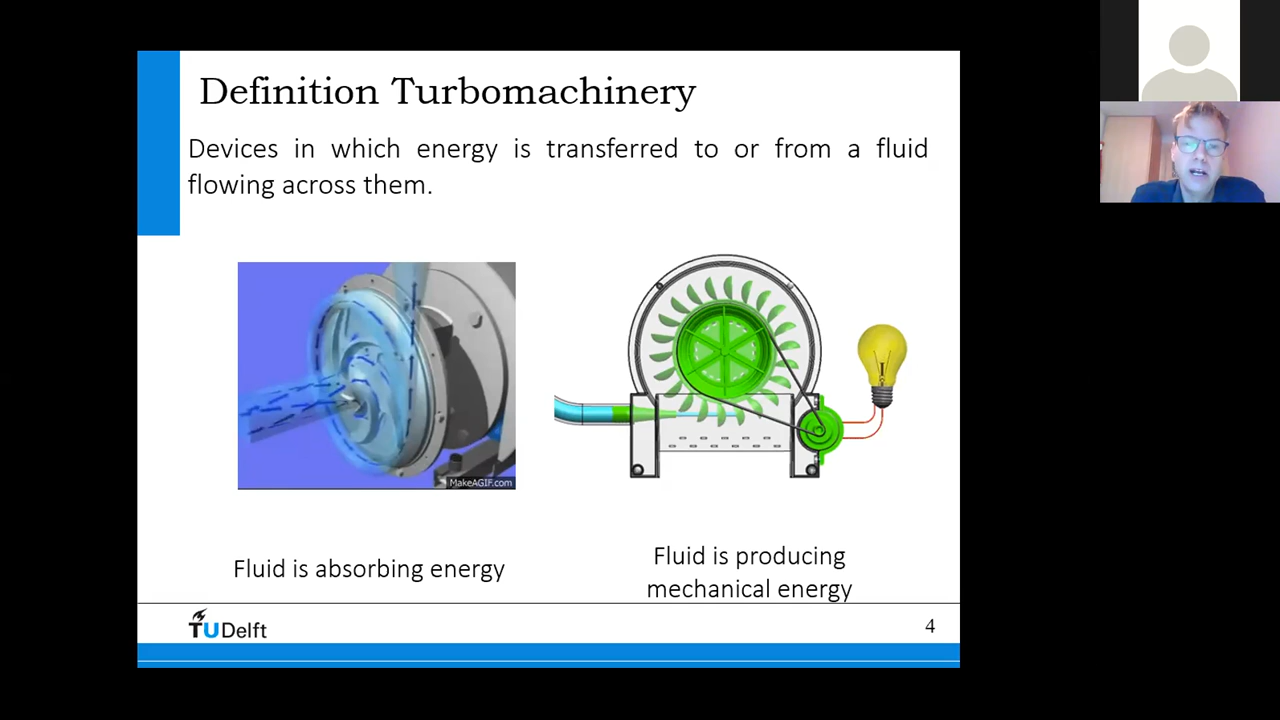 Definition Turbomachinery
Devices in which energy is transferred to or from a fluid
flowing across them.
MakeAGIF.com
Fluid is absorbing energy
Fluid is producing
mechanical energy
TUDelft
4